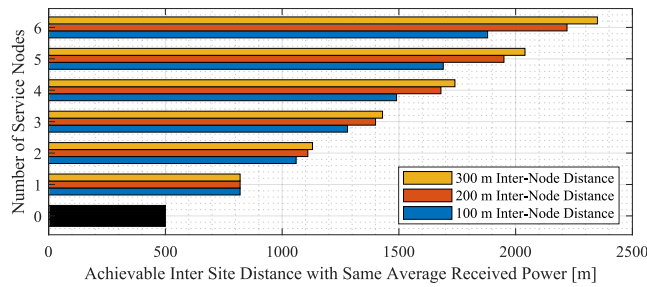 Number of Service Nodes
6
5
4
3
2
1
0
300 m Inter-Node Distance
200 m Inter-Node Distance
100 m Inter-Node Distance
0 500 1000 1500 2000 2500
Achievable Inter Site Distance with Same Average Received Power [m]